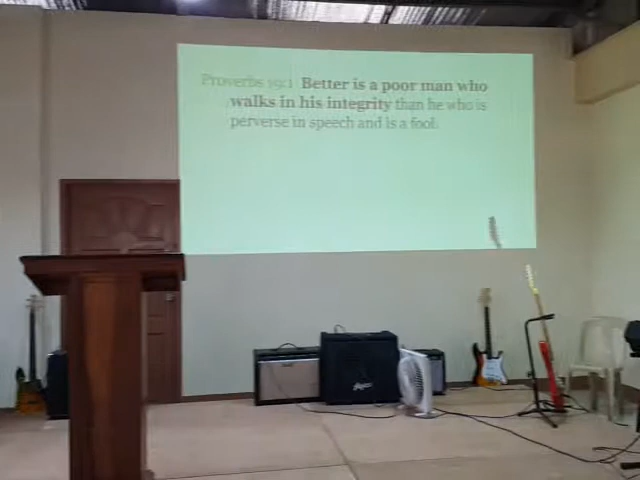 Proverbs 19:1 Better is a poor man who
walks in his integrity than he who is
perverse in speech and is a fool.